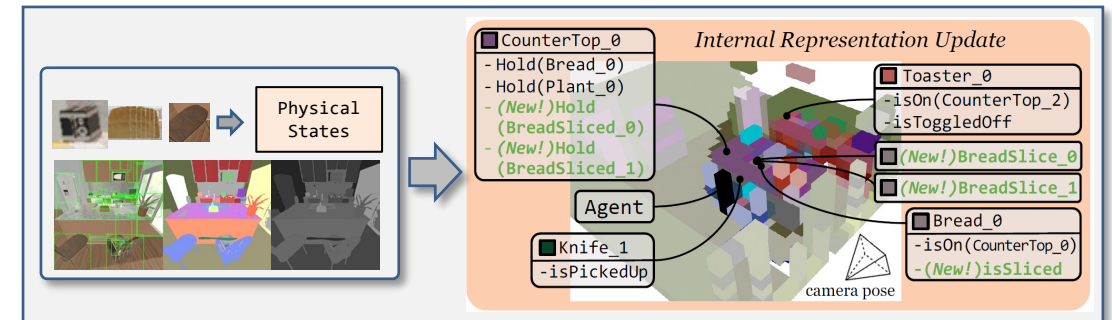 Physical
States
Internal Representation Update
CounterTop_0
- Hold(Bread_0)
- Hold(Plant_0)
- (New!)Hold
(BreadSliced_0)
- (New!)Hold
(BreadSliced_1)
Agent
Knife_1
-isPickedUp
Toaster_0
-isOn(CounterTop_2)
-isToggledOff
(New!)BreadSlice_0
(New!)BreadSlice_1
Bread_0
-isOn(CounterTop_0)
-(New!)isSliced
camera pose